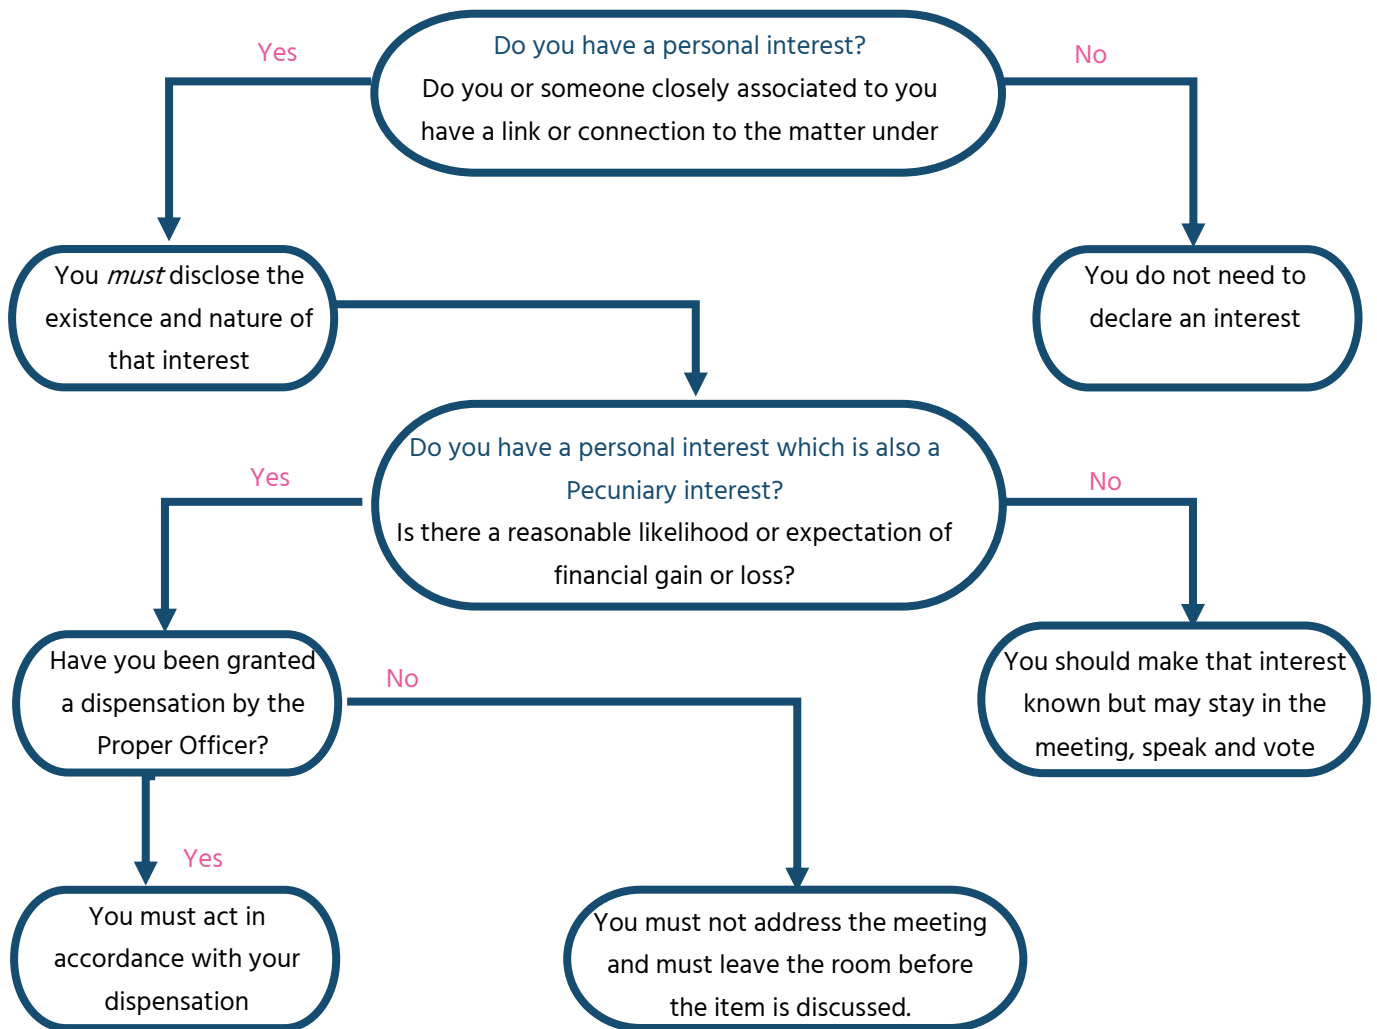 Yes
Do you have a personal interest?
No
Do you or someone closely associated to you
have a link or connection to the matter under
You must disclose the
existence and nature of
that interest
You do not need to
declare an interest
Yes
Do you have a personal interest which is also a
Pecuniary interest?
No
Is there a reasonable likelihood or expectation of
financial gain or loss?
Have you been granted
a dispensation by the
Proper Officer?
No
You should make that interest
known but may stay in the
meeting, speak and vote
Yes
You must act in
accordance with your
dispensation
You must not address the meeting
and must leave the room before
the item is discussed.